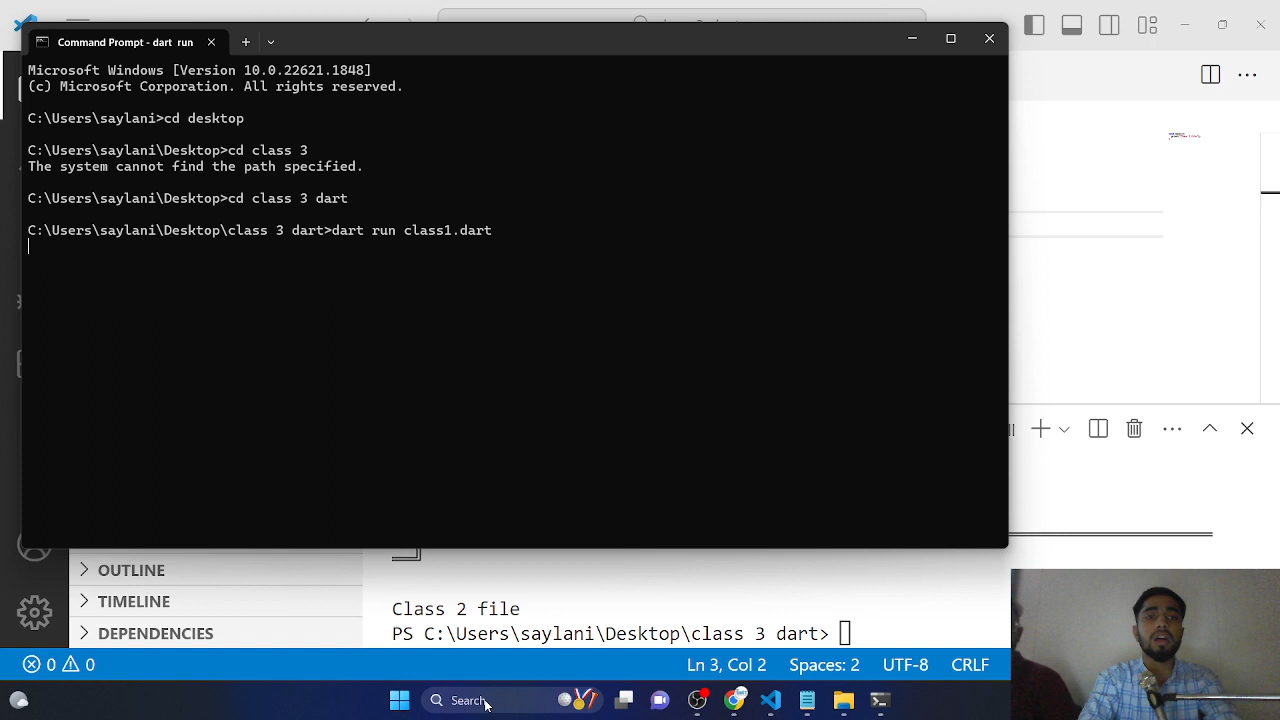 Command Prompt - dart run
Microsoft Windows [Version 10.0.22621.1848]
(c) Microsoft Corporation. All rights reserved.
C:\Users\saylani>cd desktop
C:\Users\saylani\Desktop>cd class 3
The system cannot find the path specified.
C:\Users\saylani\Desktop>cd class 3 dart
C:\Users\saylani\Desktop\class 3 dart>dart run class1.dart
OUTLINE
TIMELINE
DEPENDENCIES
Class 2 file
PS C:\Users\saylani\Desktop\class 3 dart>
0 0
Ln 3, Col 2 Spaces: 2 UTF-8 CRLF
Search